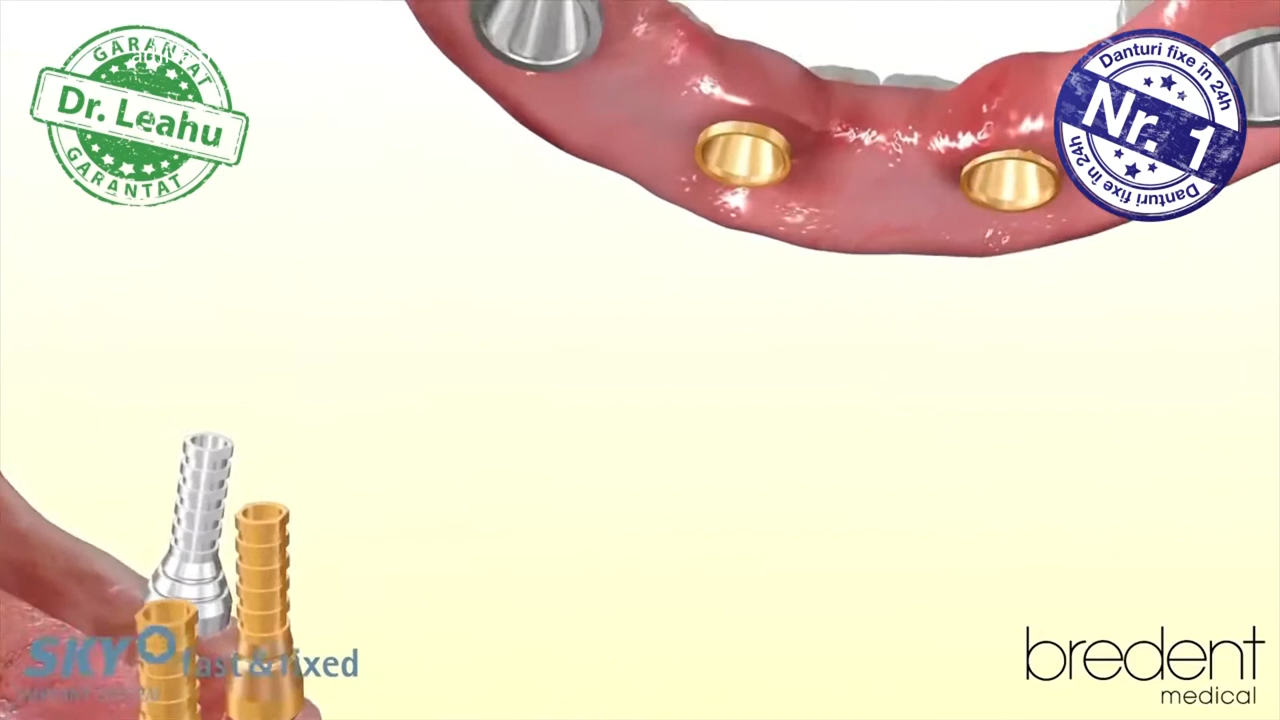 GARANTAT
Dr. Leahu
GARANTAT
Danturi fixe în 24h
Nr. 1
Danturi fixe în 24h
SKY fast & fixed
bredent
medical